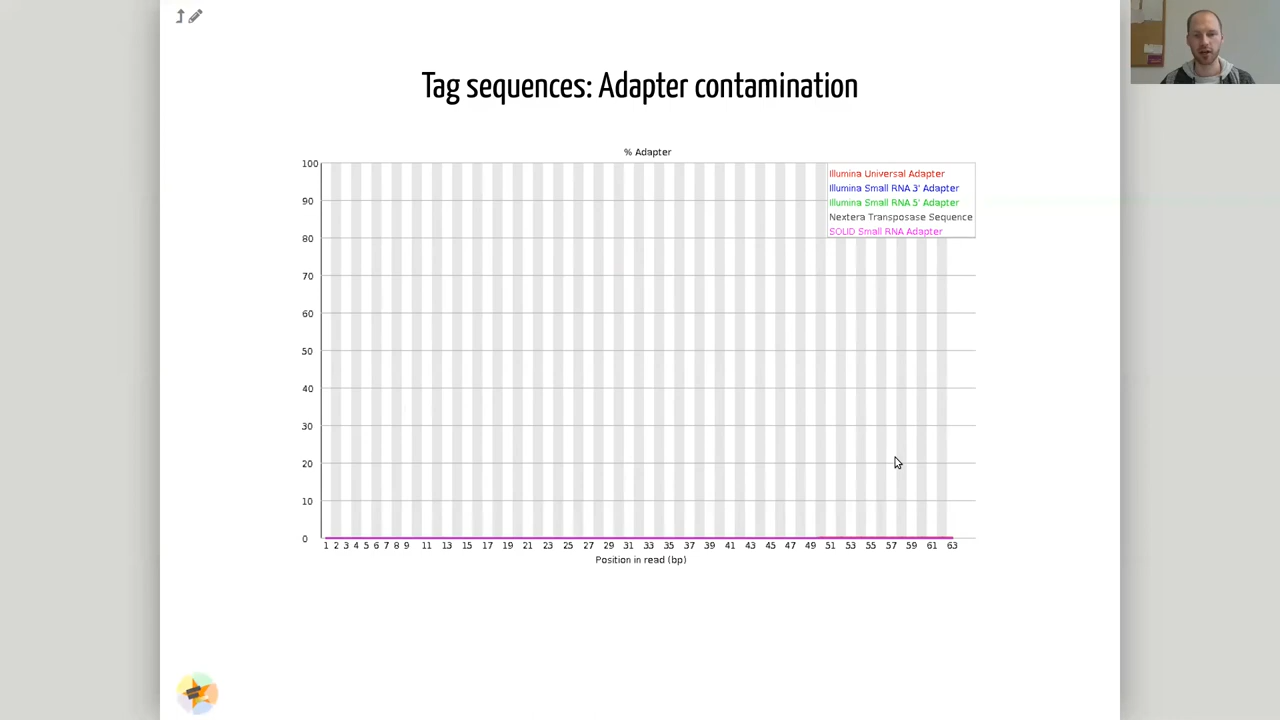 Tag sequences: Adapter contamination
% Adapter
100
90
80
70
60
50
40
30
20
10
0
Illumina Universal Adapter
Illumina Small RNA 3' Adapter
Illumina Small RNA 5' Adapter
Nextera Transposase Sequence
SOLID Small RNA Adapter
1 2 3 4 5 6 7 8 9 11 13 15 17 19 21 23 25 27 29 31 33 35 37 39 41 43 45 47 49 51 53 55 57 59 61 63
Position in read (bp)